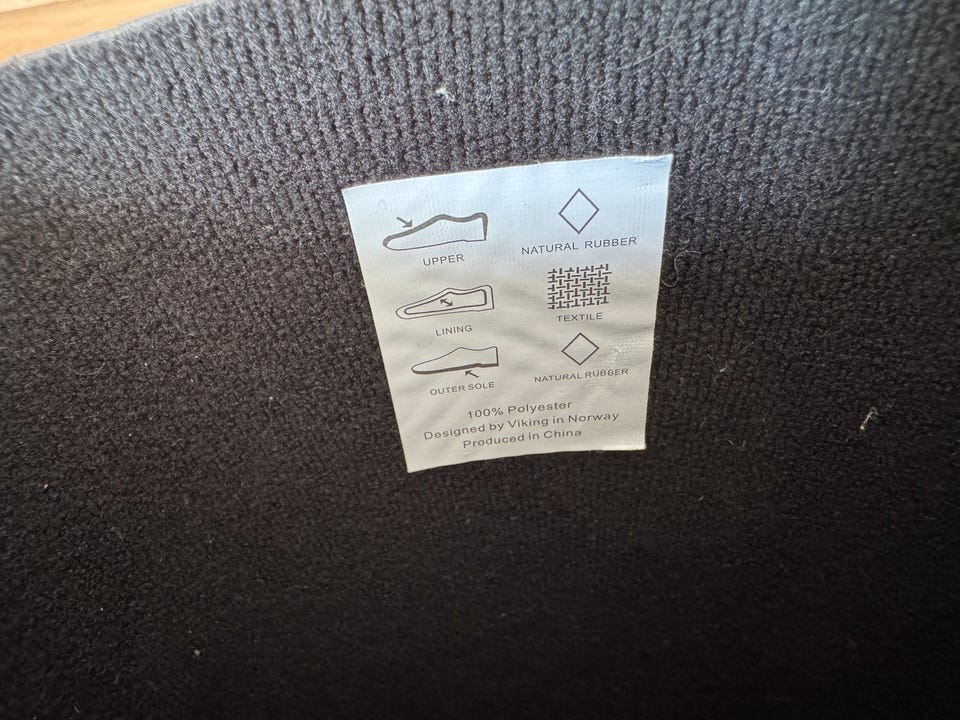 UPPER NATURAL RUBBER
LINING TEXTILE
OUTER SOLE NATURAL RUBBER
100% Polyester
Designed by Viking in Norway
Produced in China